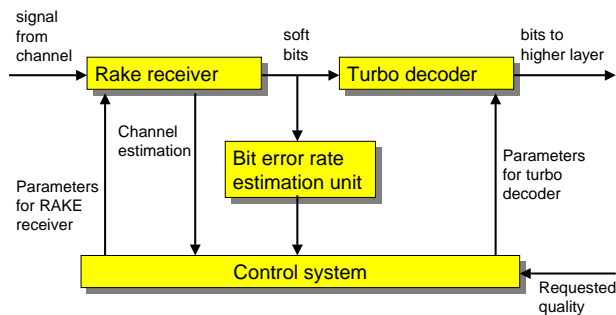 signal
from
channel
soft
bits
bits to
higher layer
Rake receiver
Turbo decoder
Channel
estimation
Bit error rate
estimation unit
Parameters
for turbo
decoder
Parameters
for RAKE
receiver
Control system
Requested
quality